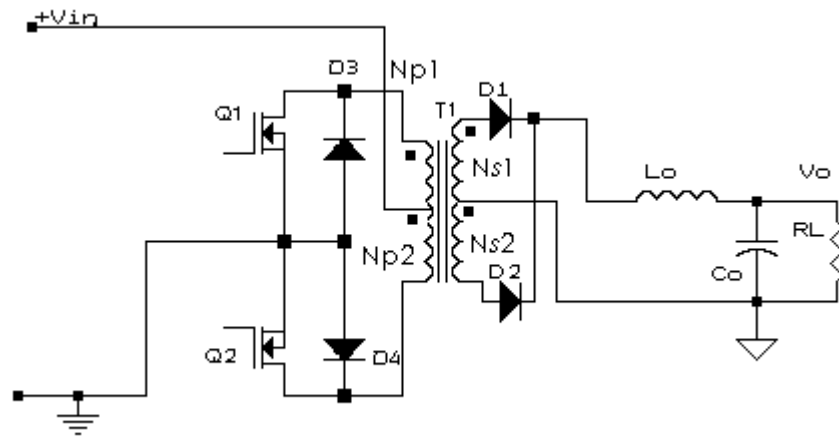 +Vin
D3
Np1
D1
T1
Q1
Ns1
Lo
Vo
Np2
Ns2
RL
D2
Co
Q2
D4